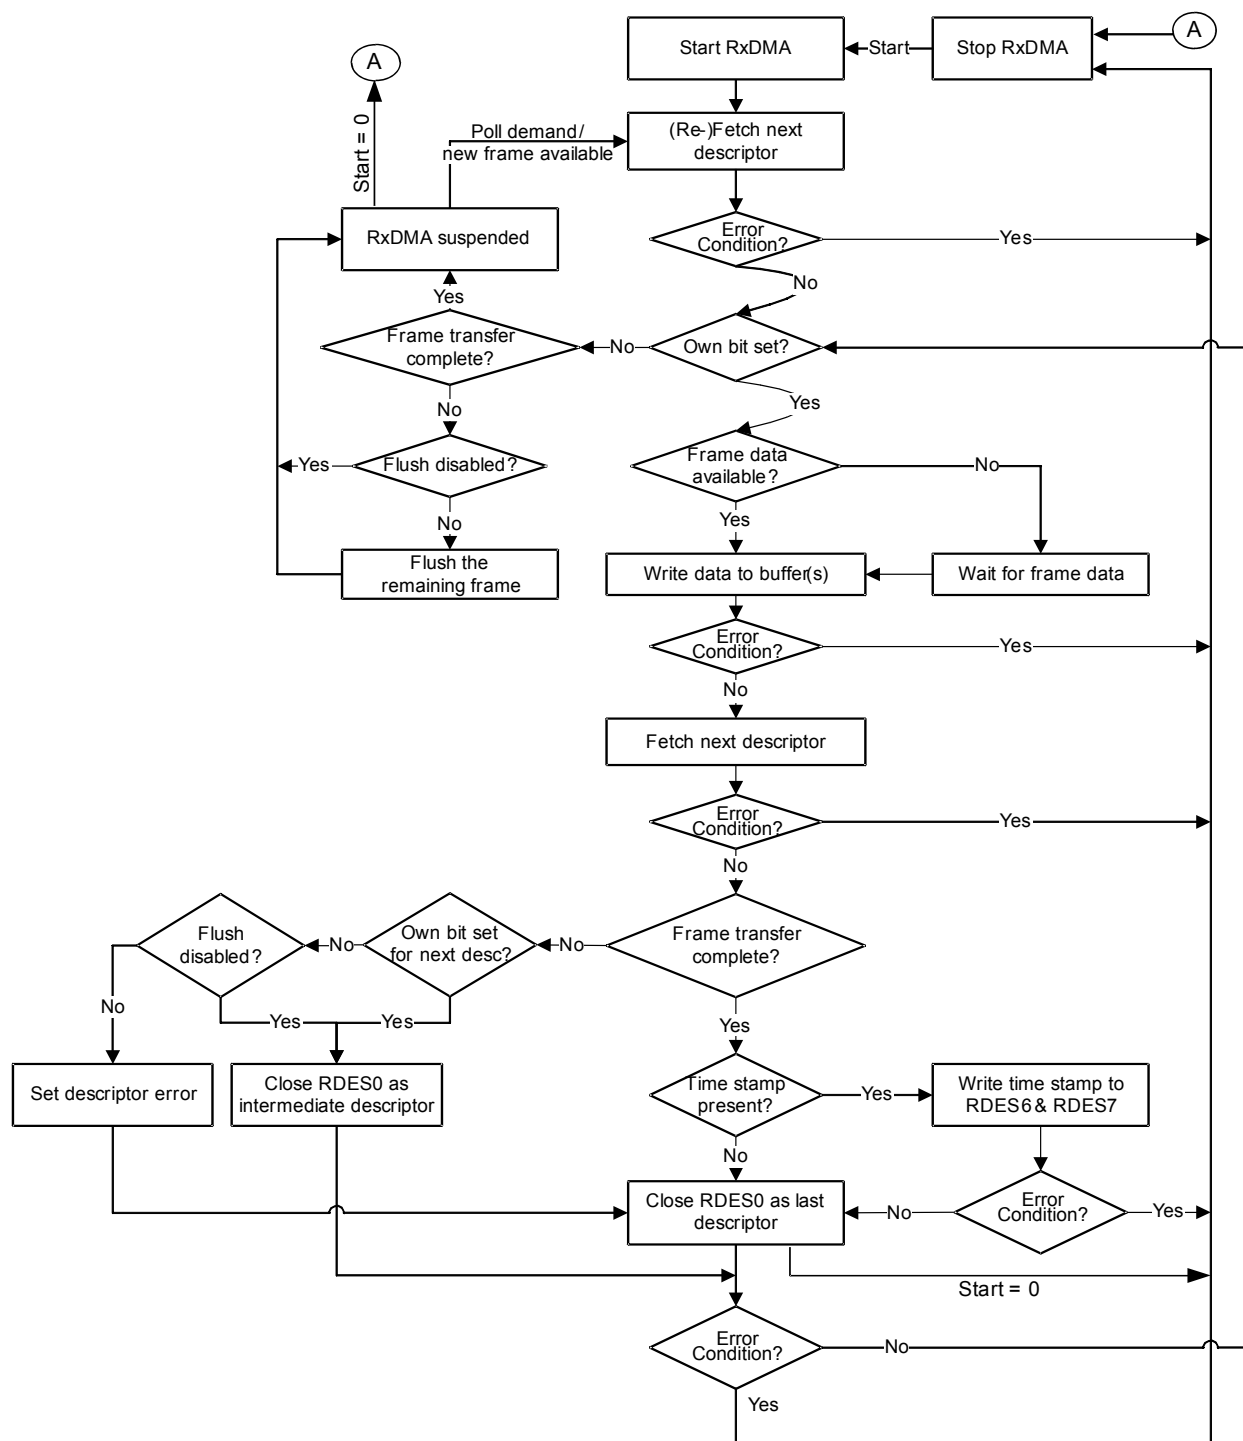 A
Start RxDMA
Start
Stop RxDMA
A
Start = 0
Poll demand/
new frame available
(Re-)Fetch next
descriptor
RxDMA suspended
Error
Condition?
Yes
No
Yes
Frame transfer
complete?
No
Own bit set?
No
Yes
Flush disabled?
Yes
Frame data
available?
No
No
Yes
Flush the
remaining frame
Write data to buffer(s)
Wait for frame data
Error
Condition?
Yes
No
Fetch next descriptor
Error
Condition?
Yes
No
Flush
disabled?
No
Own bit set
for next desc?
No
Frame transfer
complete?
No
Yes
Yes
Yes
Set descriptor error
Close RDES0 as
intermediate descriptor
Time stamp
present?
Yes
Write time stamp to
RDES6 & RDES7
No
Close RDES0 as last
descriptor
No
Error
Condition?
Yes
Start = 0
Error
Condition?
No
Yes